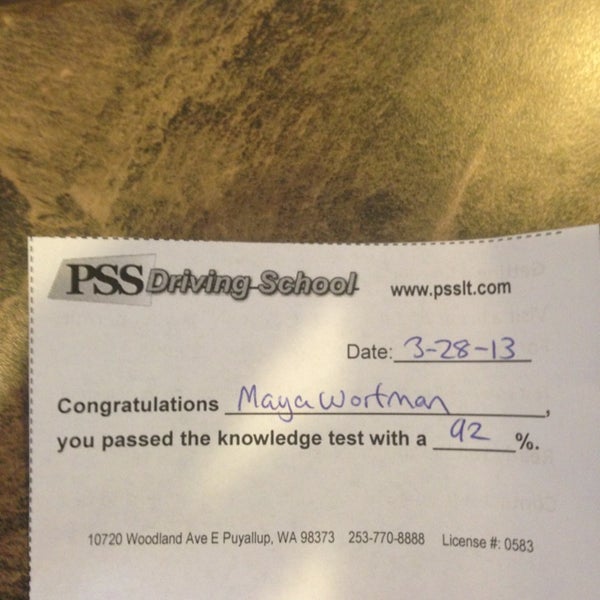 PSS Driving School www.psslt.com
Date: 3-28-13
Congratulations Maya Wortman,
you passed the knowledge test with a 92 %.
10720 Woodland Ave E Puyallup, WA 98373 253-770-8888 License #: 0583